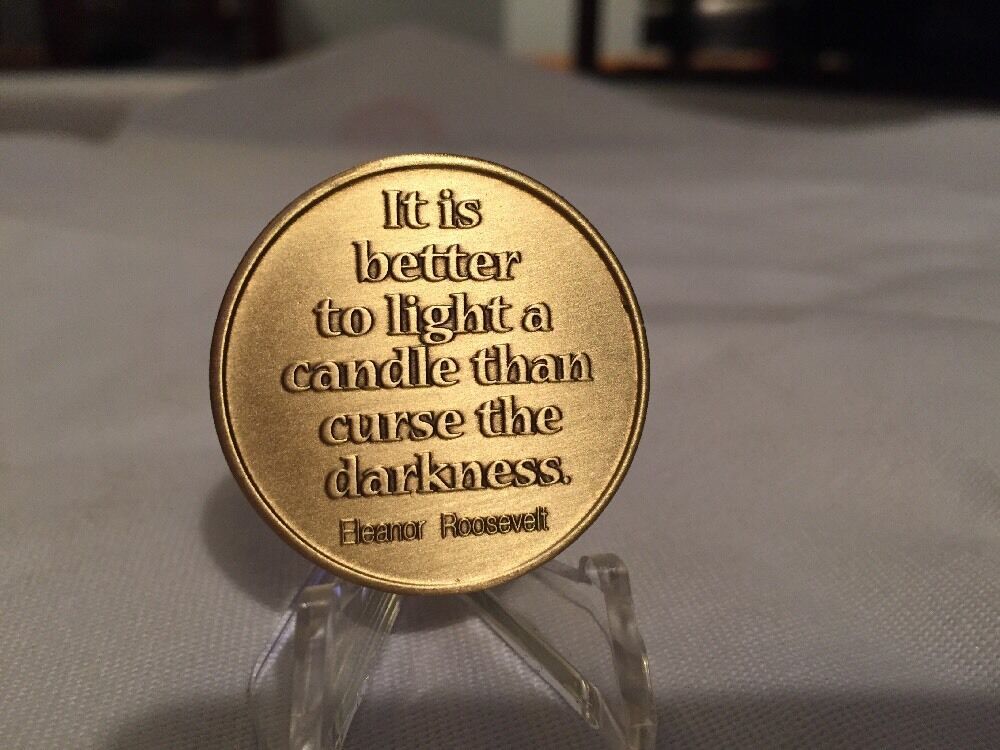 It is
better
to light a
candle than
curse the
darkness.
Eleanor Roosevelt